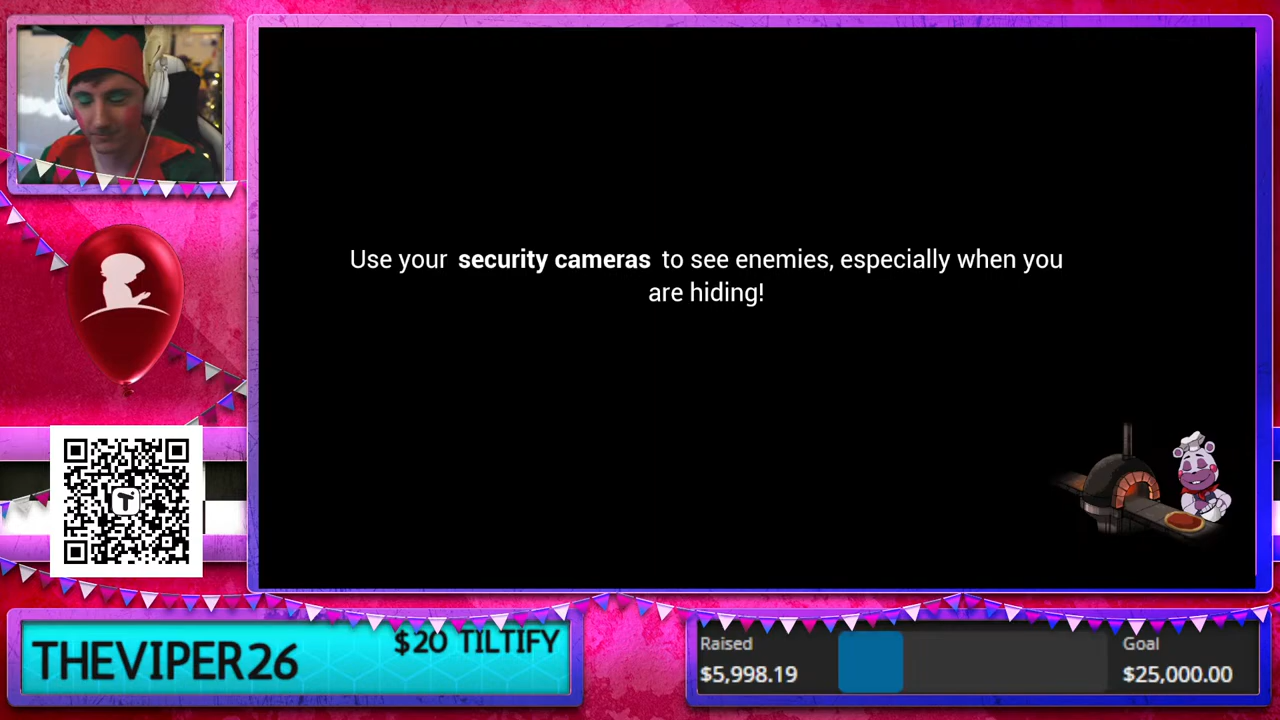 Use your security cameras to see enemies, especially when you
are hiding!
T
THEVIPER26
$20 TILTIFY
Raised
$5,998.19
Goal
$25,000.00